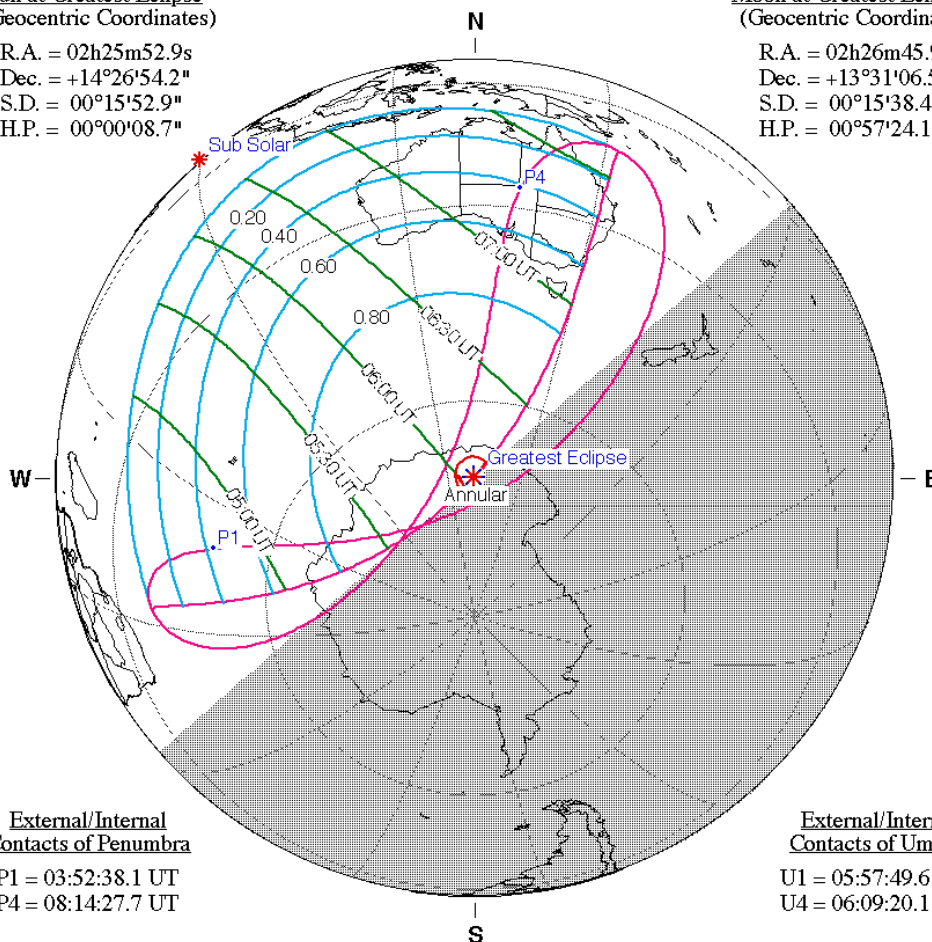 (Geocentric Coordinates)
R.A. = 02h25m52.9s
Dec. = +14°26'54.2"
S.D. = 00°15'52.9"
H.P. = 00°00'08.7"
N
(Geocentric Coordina
R.A. = 02h26m45.9
Dec. = +13°31'06.5
S.D. = 00°15'38.4
H.P. = 00°57'24.1
Sub Solar
P4
0.20
0.40
0.60
0.80
07:00 UT
06:30 UT
06:00 UT
05:30 UT
05:00 UT
W
Greatest Eclipse
Annular
P1
External/Internal
Contacts of Penumbra
P1 = 03:52:38.1 UT
P4 = 08:14:27.7 UT
External/Intern
Contacts of Um
U1 = 05:57:49.6
U4 = 06:09:20.1
S